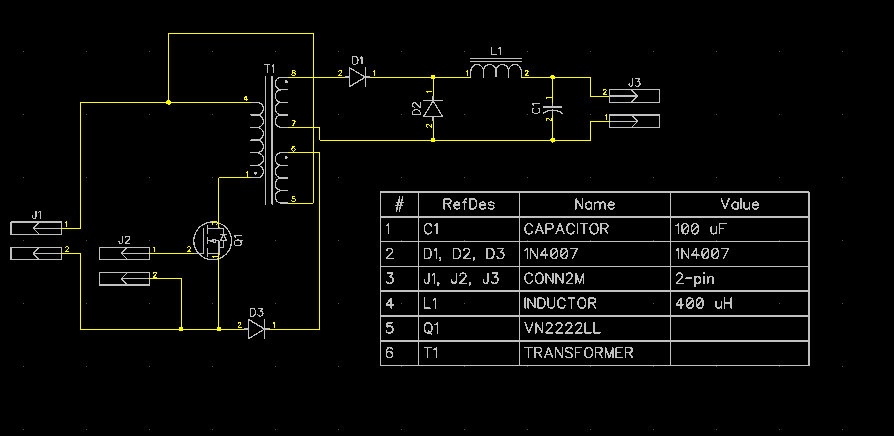 L1
D1
T1
8 2 1 1 2
J3
2
4
1
D2
C1
1
2
2
7
6
1
5
J1
1
3
Q1
J2
2
1
2
1
2
D3
2 1
# RefDes Name Value
1 C1 CAPACITOR 100 uF
2 D1, D2, D3 1N4007 1N4007
3 J1, J2, J3 CONN2M 2-pin
4 L1 INDUCTOR 400 uH
5 Q1 VN2222LL
6 T1 TRANSFORMER